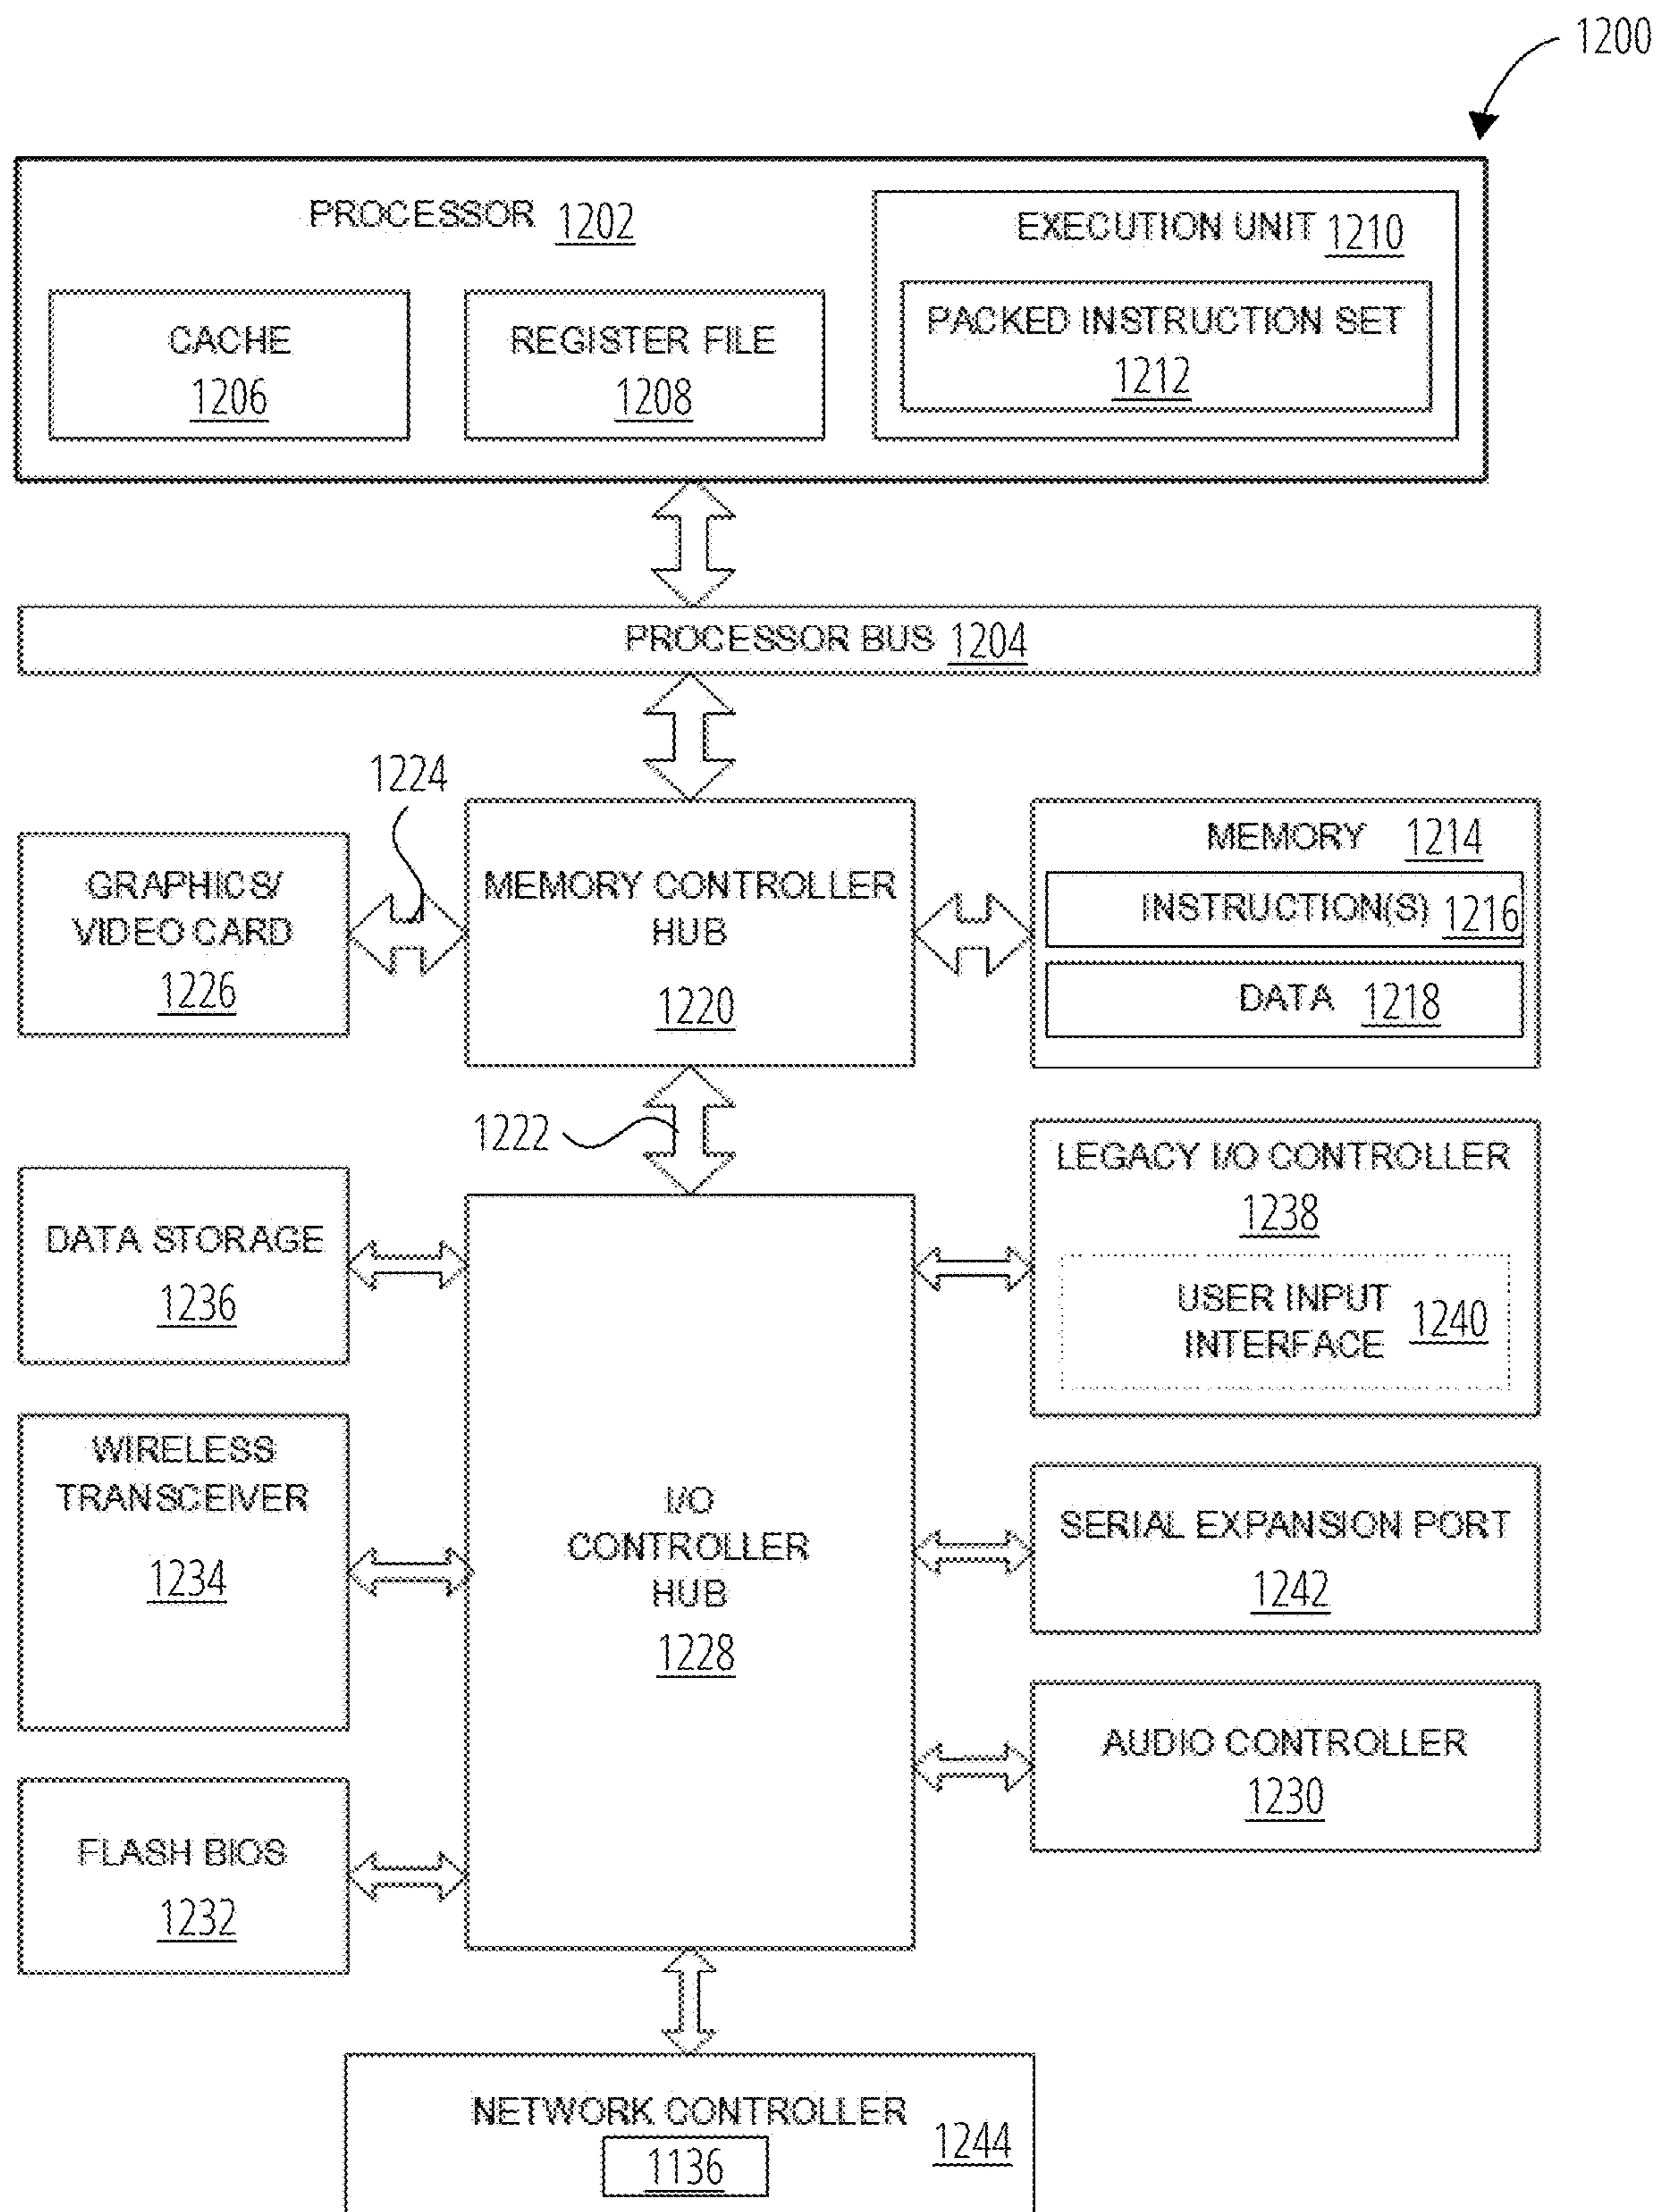 1200
PROCESSOR 1202
EXECUTION UNIT 1210
CACHE
1206
REGISTER FILE
1208
PACKED INSTRUCTION SET
1212
PROCESSOR BUS 1204
1224
GRAPHICS/
VIDEO CARD
1226
MEMORY CONTROLLER
HUB
1220
MEMORY 1214
INSTRUCTION(S) 1216
DATA 1218
1222
DATA STORAGE
1236
LEGACY I/O CONTROLLER
1238
USER INPUT
INTERFACE
1240
WIRELESS
TRANSCEIVER
1234
I/O
CONTROLLER
HUB
1228
SERIAL EXPANSION PORT
1242
AUDIO CONTROLLER
1230
FLASH BIOS
1232
NETWORK CONTROLLER
1244
1136